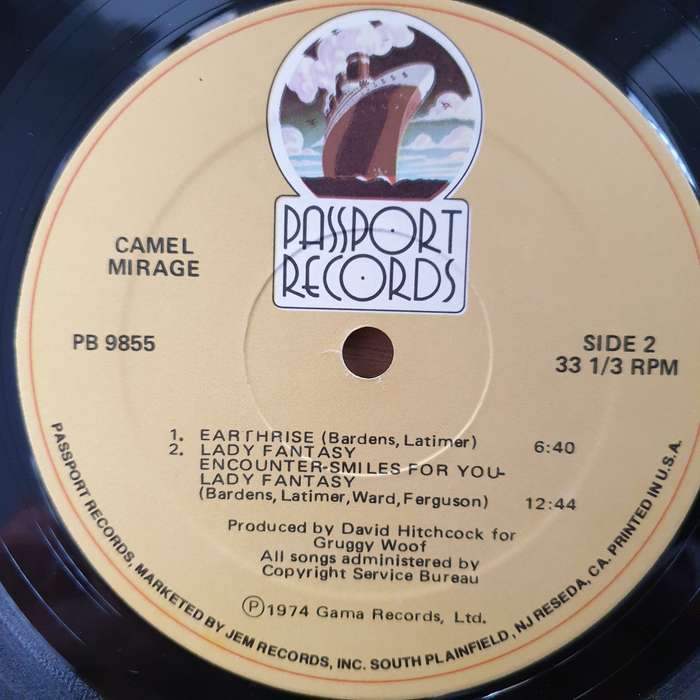 PASSPORT
RECORDS
CAMEL
MIRAGE
PB 9855
SIDE 2
33 1/3 RPM
1. EARTHRISE (Bardens, Latimer) 6:40
2. LADY FANTASY
ENCOUNTER-SMILES FOR YOU-
LADY FANTASY
(Bardens, Latimer, Ward, Ferguson) 12:44
Produced by David Hitchcock for
Gruggy Woof
All songs administered by
Copyright Service Bureau
Ⓟ1974 Gama Records, Ltd.
PASSPORT RECORDS, MARKETED BY JEM RECORDS, INC. SOUTH PLAINFIELD, NJ RESEDA, CA. PRINTED IN U.S.A.